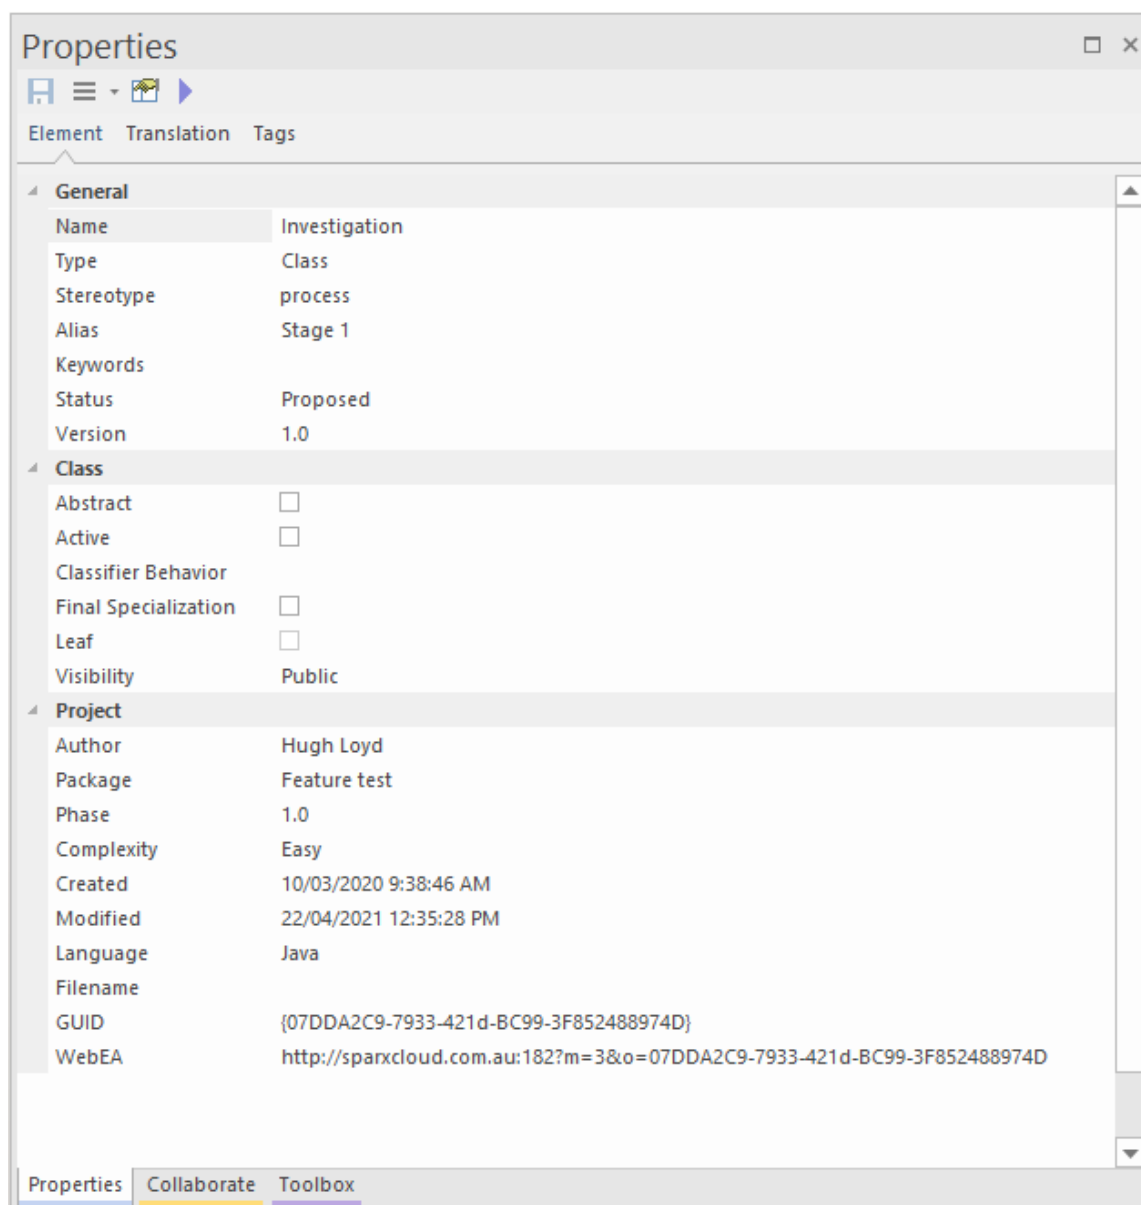 Properties
Element Translation Tags
General
Name Investigation
Type Class
Stereotype process
Alias Stage 1
Keywords
Status Proposed
Version 1.0
Class
Abstract
Active
Classifier Behavior
Final Specialization
Leaf
Visibility Public
Project
Author Hugh Loyd
Package Feature test
Phase 1.0
Complexity Easy
Created 10/03/2020 9:38:46 AM
Modified 22/04/2021 12:35:28 PM
Language Java
Filename
GUID {07DDA2C9-7933-421d-BC99-3F852488974D}
WebEA http://sparxcloud.com.au:182?m=3&o=07DDA2C9-7933-421d-BC99-3F852488974D
Properties Collaborate Toolbox